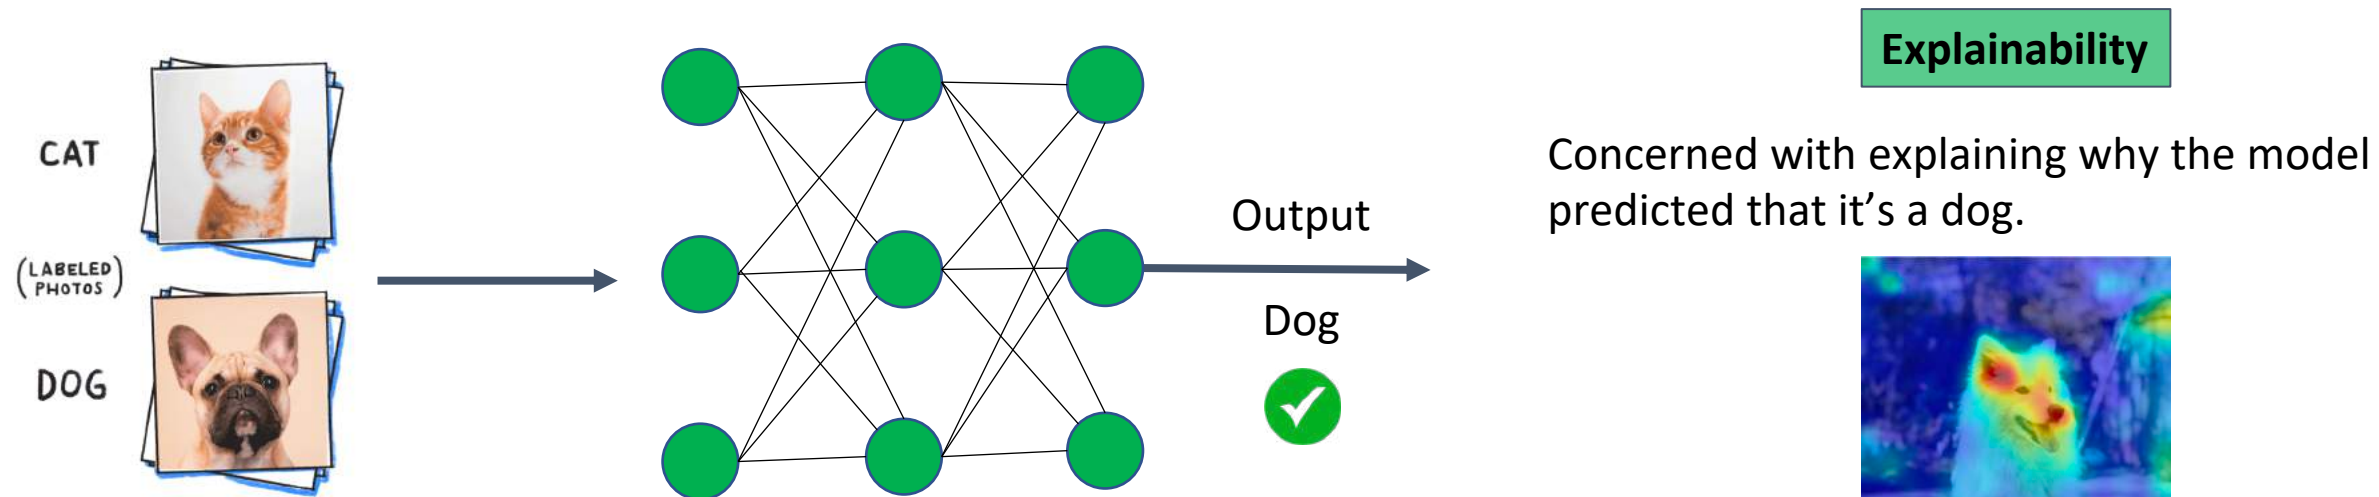 CAT
(LABELED
PHOTOS)
DOG
Output
Dog
Explainability
Concerned with explaining why the model
predicted that it's a dog.